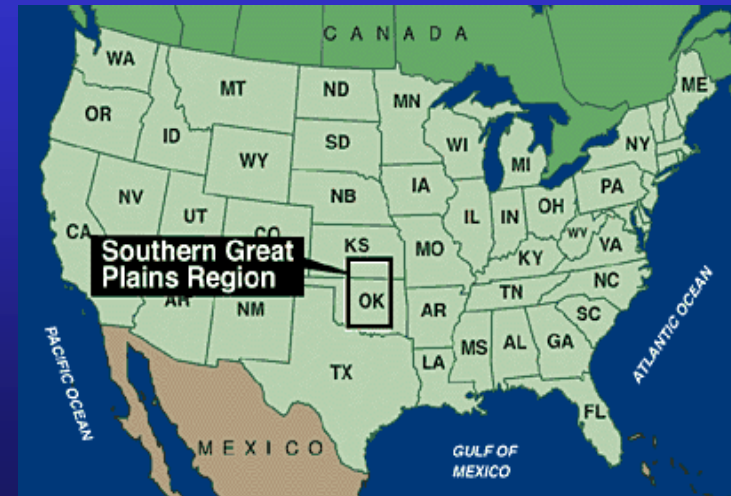 CANADA
WA
MT
ND
MN
ME
OR
ID
SD
WI
MI
NY
WY
NV
UT
CO
NB
IA
IL
IN
OH
PA
CA
Southern Great
Plains Region
KS
MO
KY
WV
VA
NC
TN
SC
AR
NM
OK
AR
MS
AL
GA
LA
TX
FL
PACIFIC OCEAN
ATLANTIC OCEAN
MEXICO
GULF OF
MEXICO